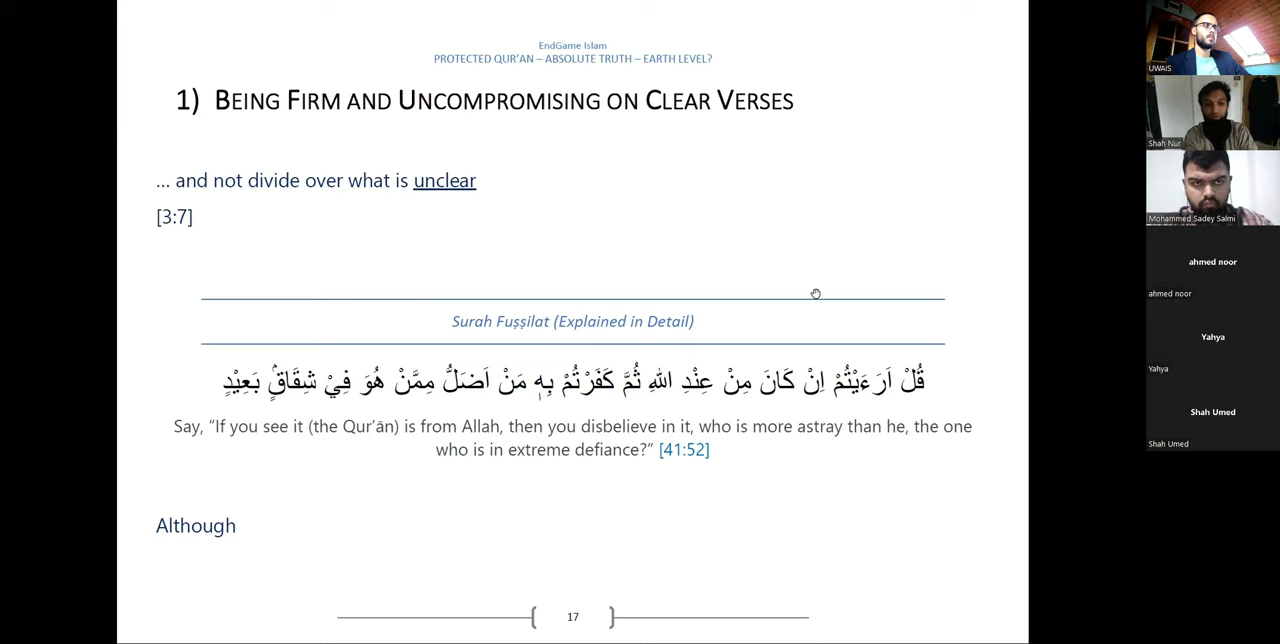 EndGame Islam
PROTECTED QUR'AN – ABSOLUTE TRUTH – EARTH LEVEL?
1) BEING FIRM AND UNCOMPROMISING ON CLEAR VERSES
… and not divide over what is unclear
[3:7]
Surah Fuṣṣilat (Explained in Detail)
قُلْ اَرَءَيْتُمْ اِنْ كَانَ مِنْ عِنْدِ اللهِ ثُمَّ كَفَرْتُمْ بِهٖ مَنْ اَضَلُّ مِمَّنْ هُوَ فِيْ شِقَاقٍۭ بَعِيْدٍ
Say, "If you see it (the Qur'ān) is from Allah, then you disbelieve in it, who is more astray than he, the one
who is in extreme defiance?" [41:52]
Although
17
UWAIS
Shah Nur
Mohammed Sadey Salmi
ahmed noor
ahmed noor
Yahya
Yahya
Shah Umed
Shah Umed